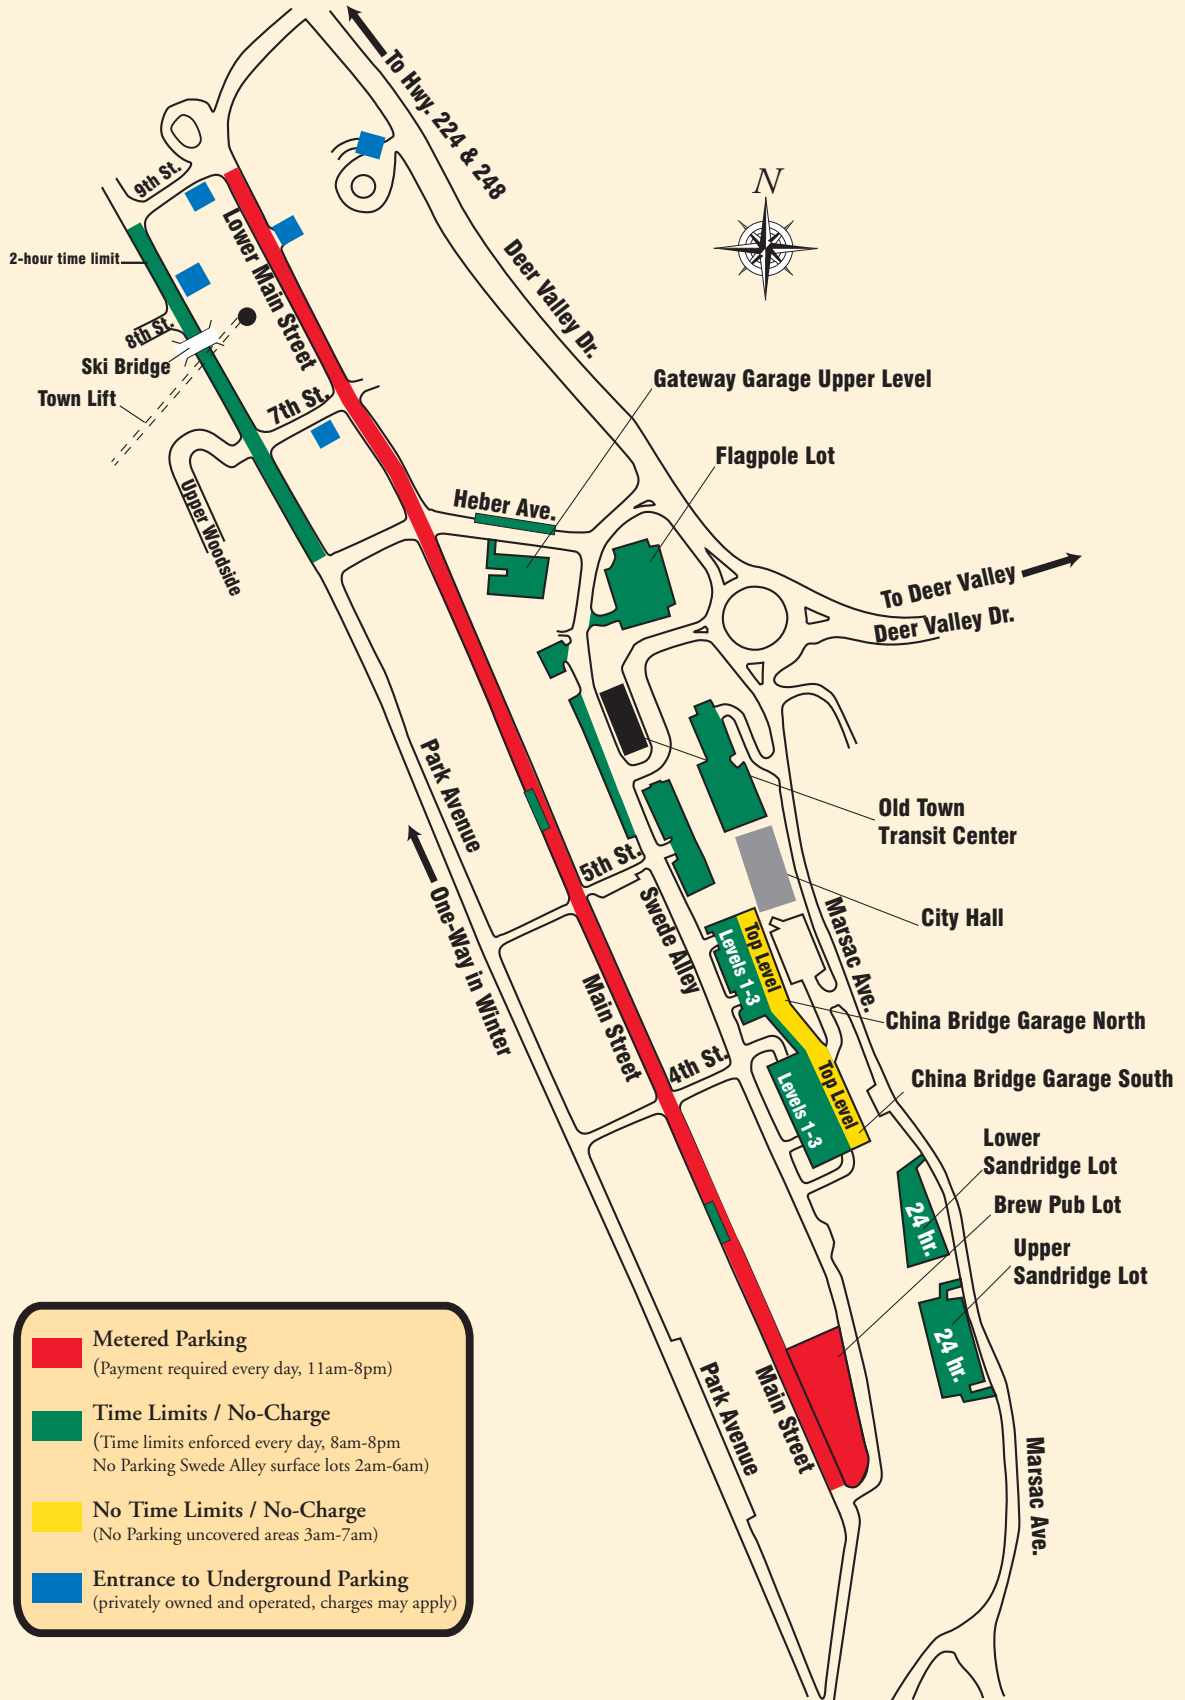 To Hwy. 224 & 248
N
9th St.
Lower Main Street
2-hour time limit
Deer Valley Dr.
8th St.
Ski Bridge
Town Lift
7th St.
Gateway Garage Upper Level
Flagpole Lot
Upper Woodside
Heber Ave.
To Deer Valley
Deer Valley Dr.
Park Avenue
Old Town
Transit Center
5th St.
Swede Alley
City Hall
One-Way in Winter
Marsac Ave.
Top Level
Levels 1-3
Main Street
China Bridge Garage North
4th St.
Top Level
Levels 1-3
China Bridge Garage South
Lower
Sandridge Lot
24 hr.
Brew Pub Lot
Upper
Sandridge Lot
24 hr.
Park Avenue
Main Street
Marsac Ave.
Metered Parking
(Payment required every day, 11am-8pm)
Time Limits / No-Charge
(Time limits enforced every day, 8am-8pm
No Parking Swede Alley surface lots 2am-6am)
No Time Limits / No-Charge
(No Parking uncovered areas 3am-7am)
Entrance to Underground Parking
(privately owned and operated, charges may apply)